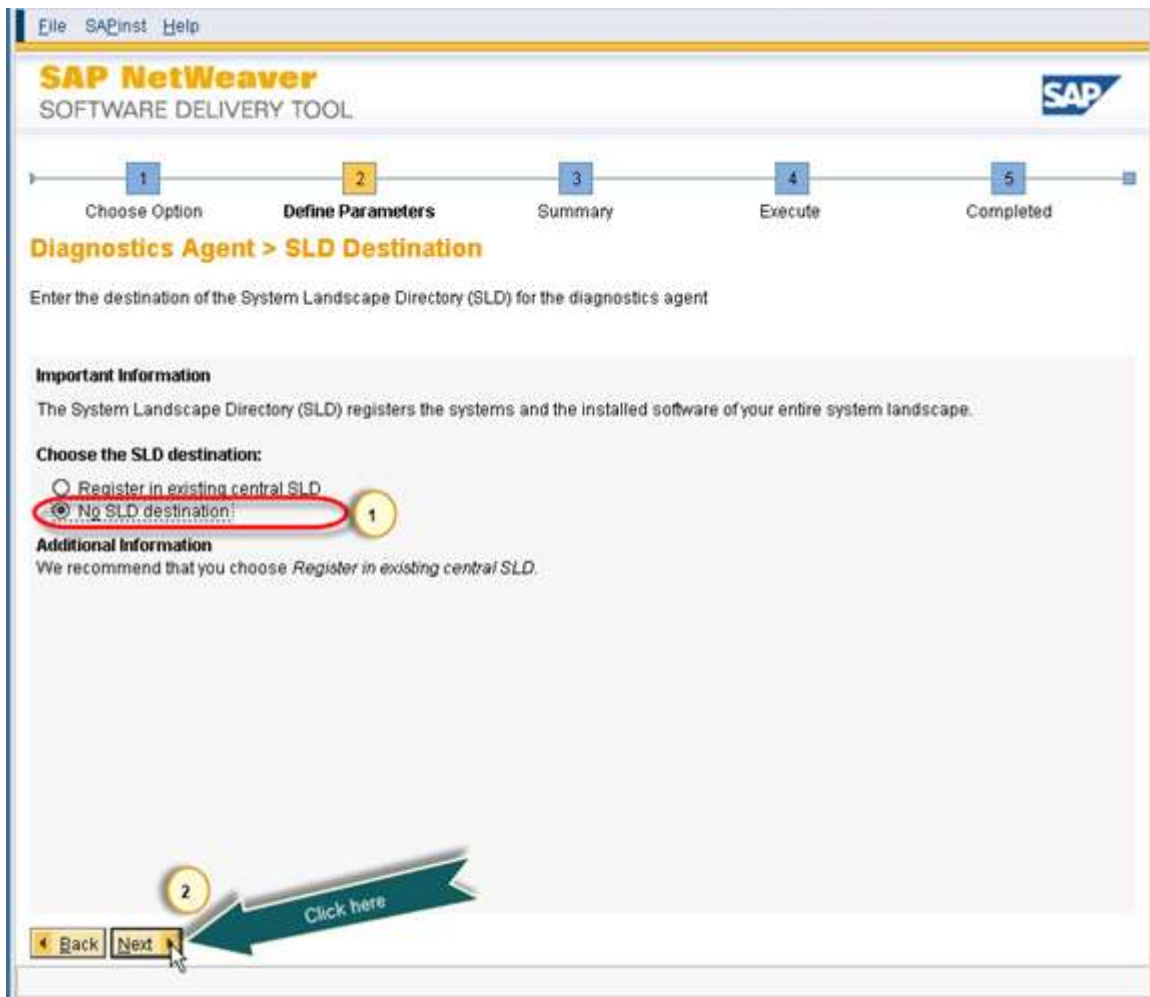 File SAPinst Help
SAP NetWeaver
SOFTWARE DELIVERY TOOL
SAP
1 2 3 4 5
Choose Option Define Parameters Summary Execute Completed
Diagnostics Agent > SLD Destination
Enter the destination of the System Landscape Directory (SLD) for the diagnostics agent
Important Information
The System Landscape Directory (SLD) registers the systems and the installed software of your entire system landscape.
Choose the SLD destination:
Register in existing central SLD
No SLD destination
1
Additional Information
We recommend that you choose Register in existing central SLD.
2
Click here
Back Next